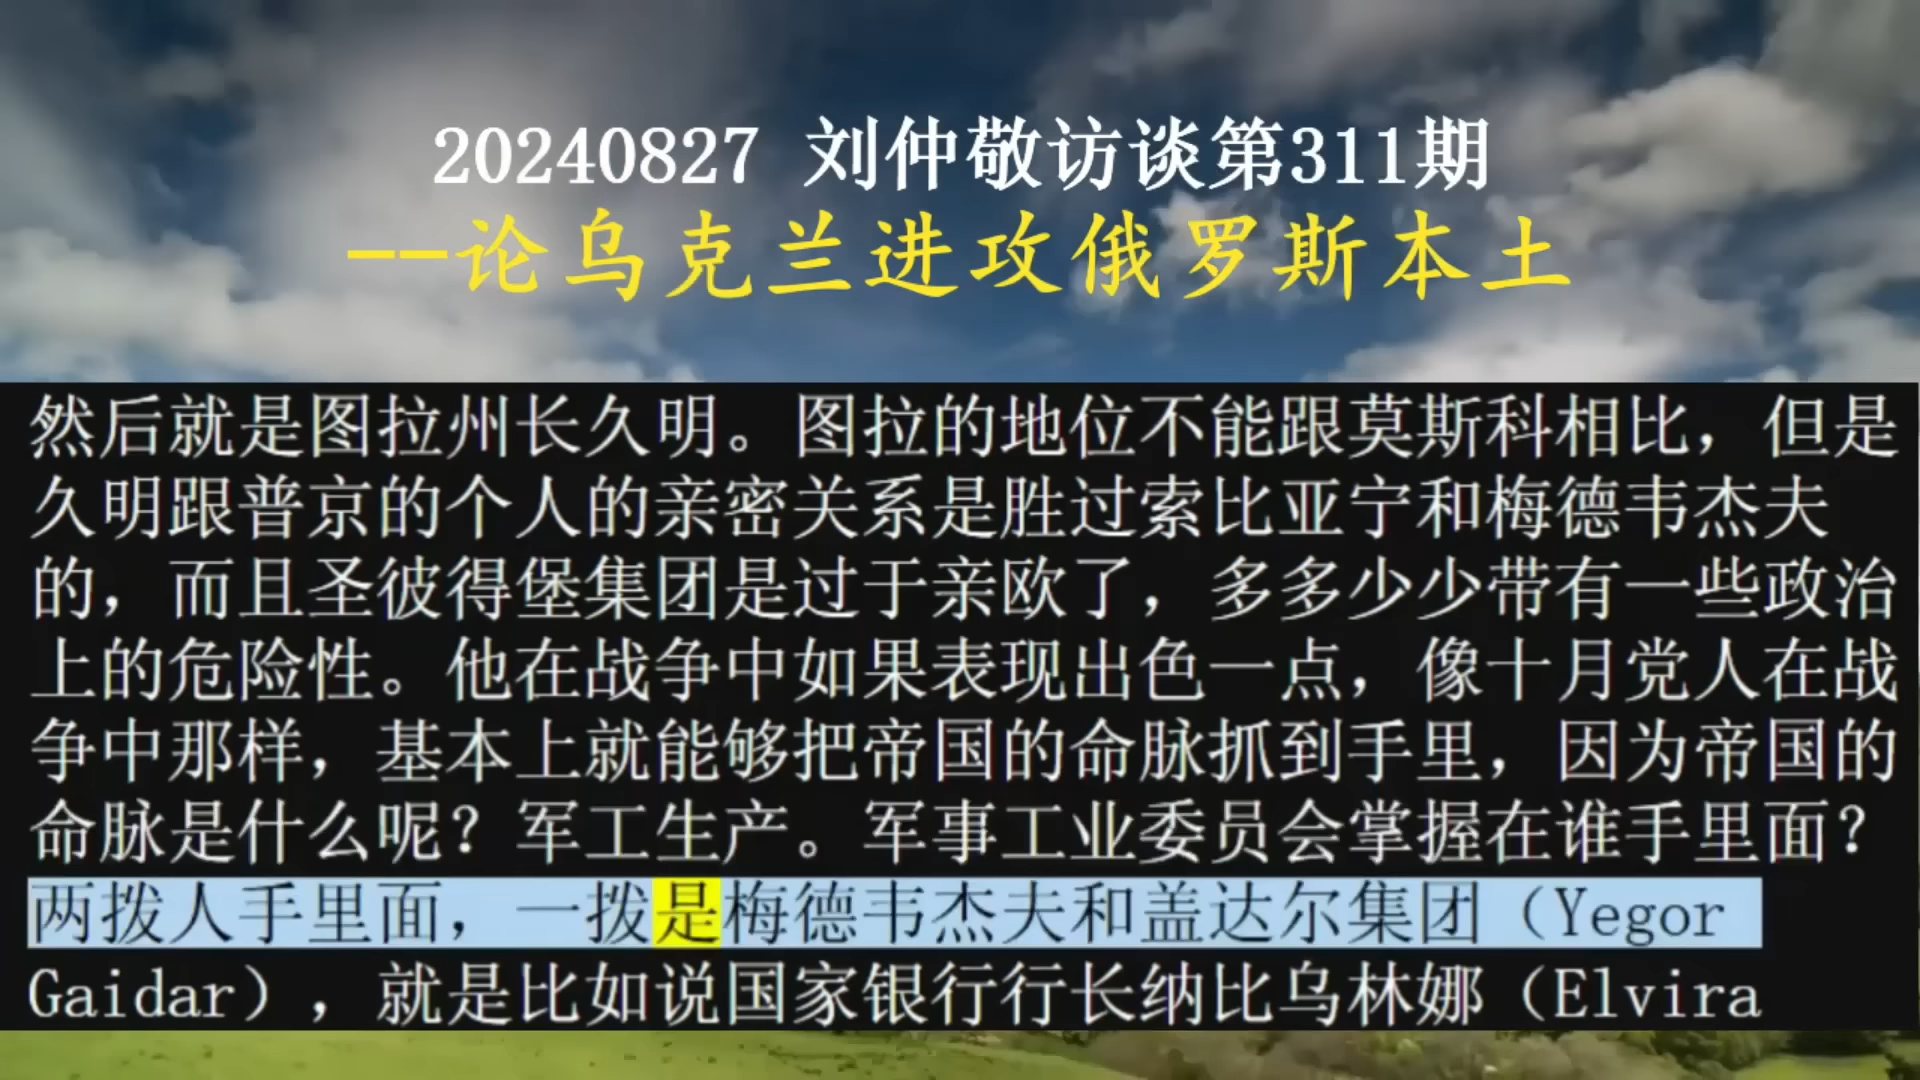 20240827 刘仲敬访谈第311期
--论乌克兰进攻俄罗斯本土
然后就是图拉州长久明。图拉的地位不能跟莫斯科相比，但是
久明跟普京的个人的亲密关系是胜过索比亚宁和梅德韦杰夫
的，而且圣彼得堡集团是过于亲欧了，多多少少带有一些政治
上的危险性。他在战争中如果表现出色一点，像十月党人在战
争中那样，基本上就能够把帝国的命脉抓到手里，因为帝国的
命脉是什么呢？军工生产。军事工业委员会掌握在谁手里面？
两拨人手里面，一拨是梅德韦杰夫和盖达尔集团（Yegor
Gaidar），就是比如说国家银行行长纳比乌林娜（Elvira